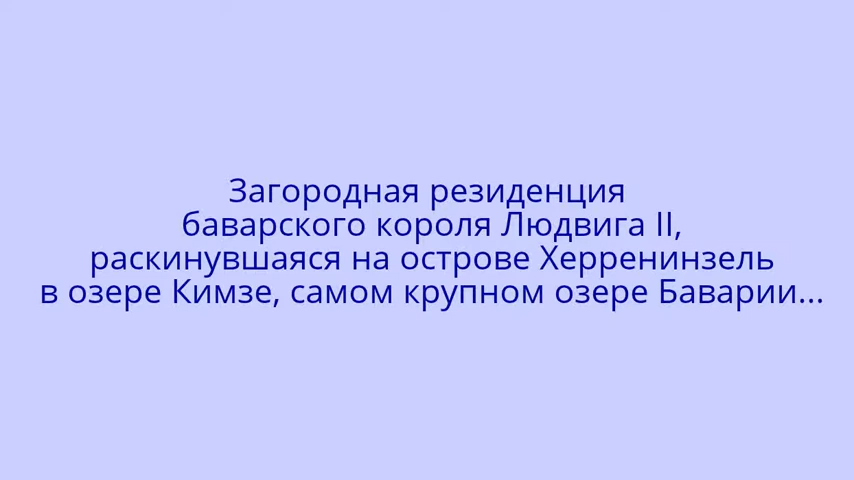 Загородная резиденция
баварского короля Людвига II,
раскинувшаяся на острове Херренинзель
в озере Кимзе, самом крупном озере Баварии...